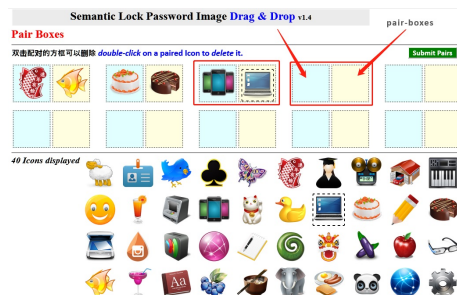 Semantic Lock Password Image Drag & Drop v1.4
pair-boxes
Pair Boxes
双击配对的方框可以删除 double-click on a paired Icon to delete it.
Submit Pairs
40 Icons displayed
Aa